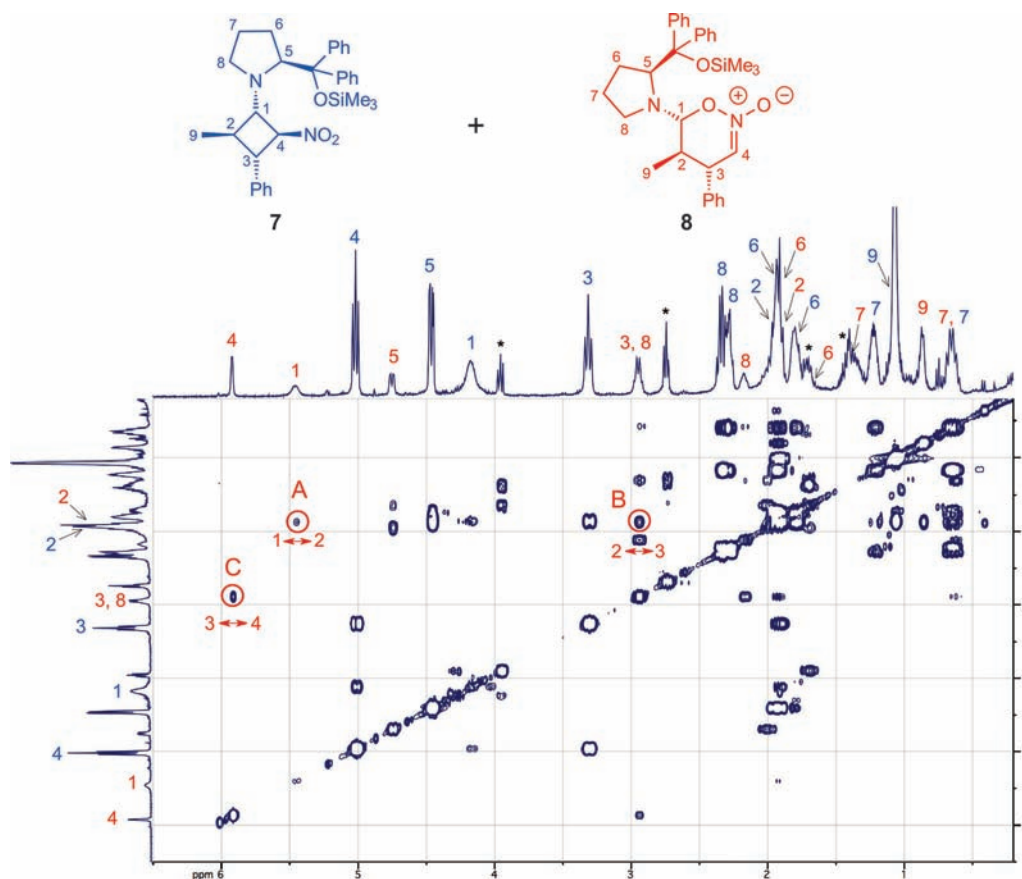 7 6 Ph
8 5 Ph
N OSiMe3
1
9 2 4 NO2
3
Ph
7
+
6 Ph Ph
5 OSiMe3
7 N
8 1 O N ⊕ O ⊖
2 4
9 3
Ph
8
4 1 4 5 5 1 * 3 3, 8 * 8 8 8 2 6 6 2 6 * 6 * 7 7 9 9 7, 7
A
1 ↔ 2
B
2 ↔ 3
C
3 ↔ 4
2
2
3, 8
3
1
4
1
4
ppm 6 5 4 3 2 1